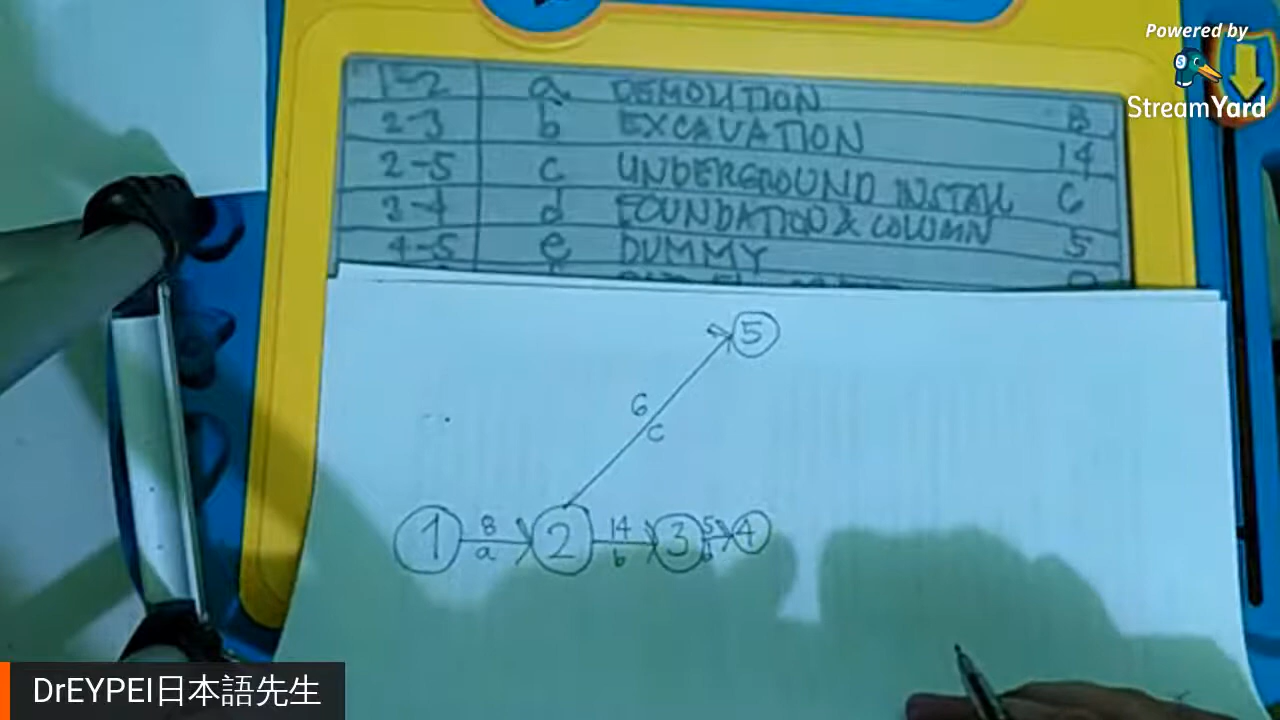 Powered by
StreamYard
1-2 a DEMOLITION 8
2-3 b EXCAVATION 14
2-5 c UNDERGROUND INSTALL 6
3-4 d FOUNDATION & COLUMN 5
4-5 e DUMMY
5
6
c
1 8 a 2 14 b 3 5 4
DrEYPEI日本語先生